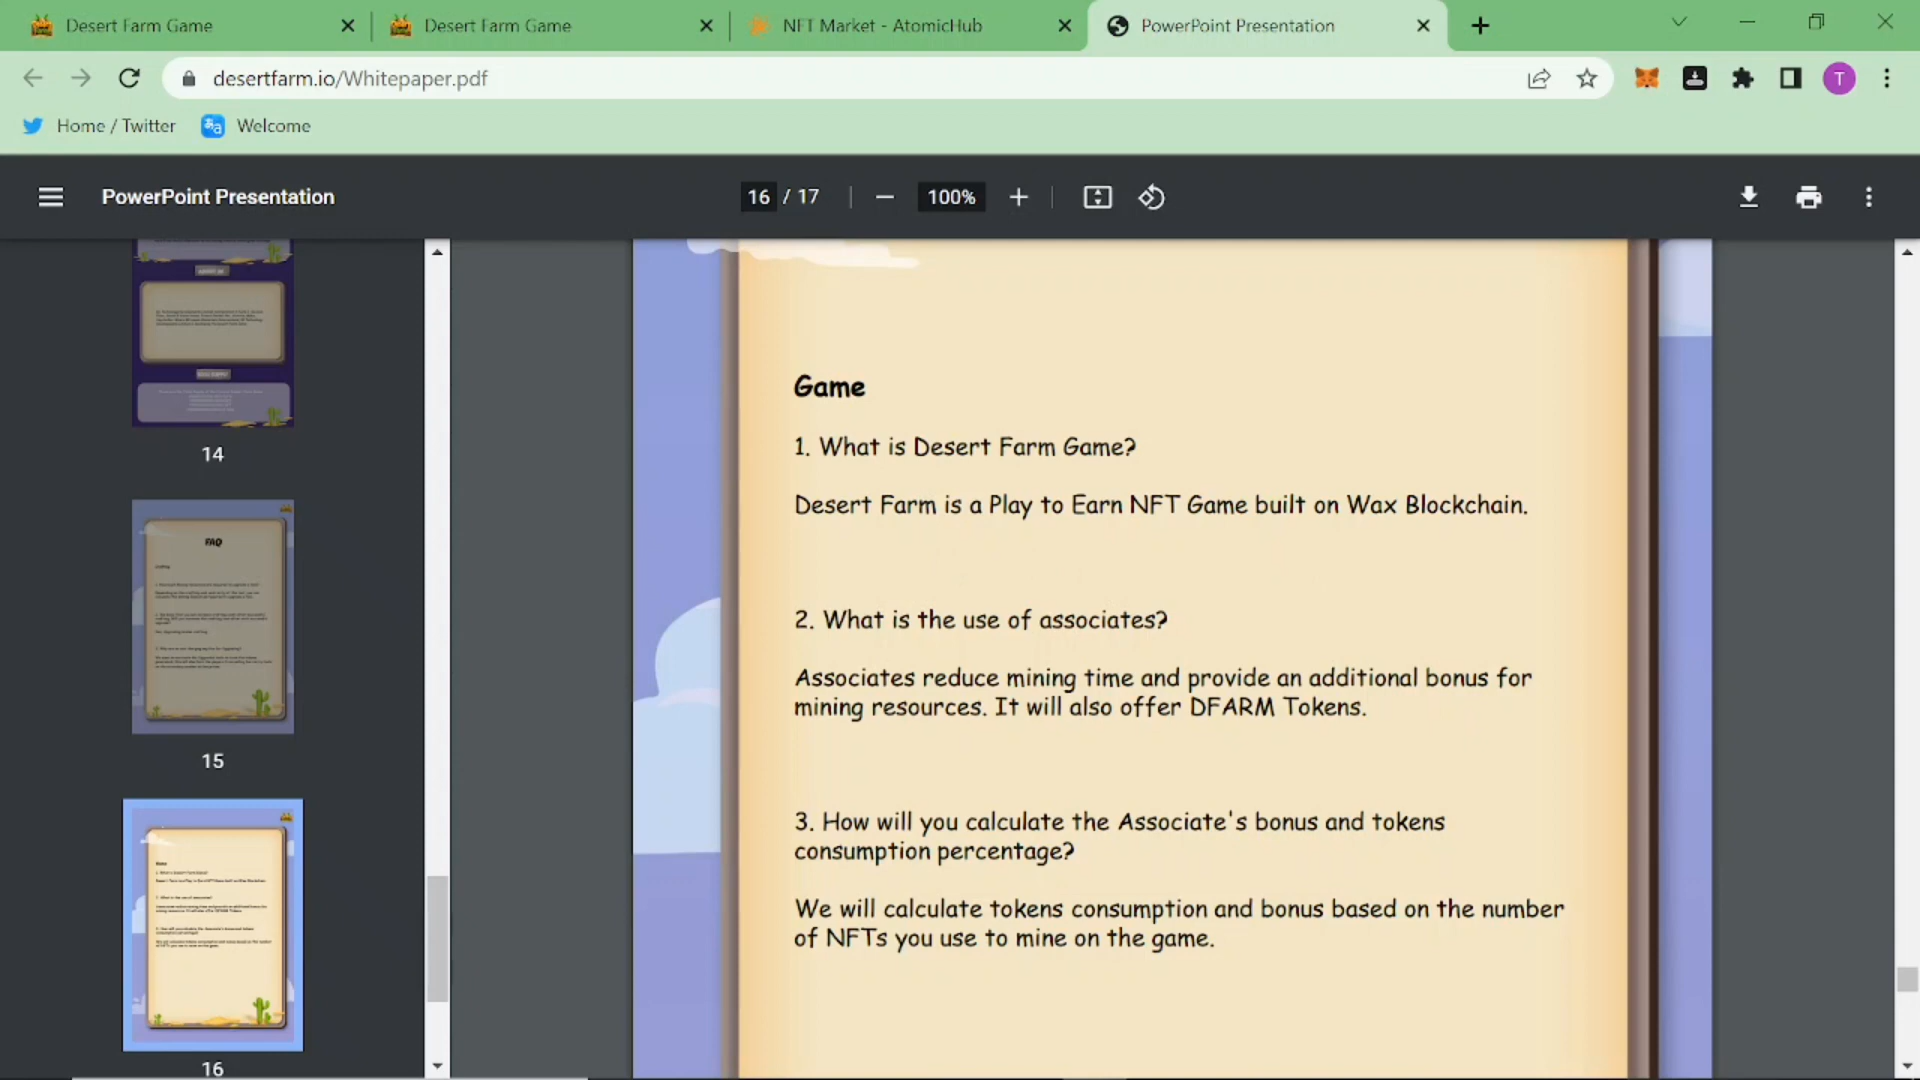 Desert Farm Game
Desert Farm Game
NFT Market - AtomicHub
PowerPoint Presentation
desertfarm.io/Whitepaper.pdf
T
Home / Twitter
Welcome
PowerPoint Presentation
16 / 17
100%
14
FAQ
15
16
Game
1. What is Desert Farm Game?
Desert Farm is a Play to Earn NFT Game built on Wax Blockchain.
2. What is the use of associates?
Associates reduce mining time and provide an additional bonus for
mining resources. It will also offer DFARM Tokens.
3. How will you calculate the Associate's bonus and tokens
consumption percentage?
We will calculate tokens consumption and bonus based on the number
of NFTs you use to mine on the game.